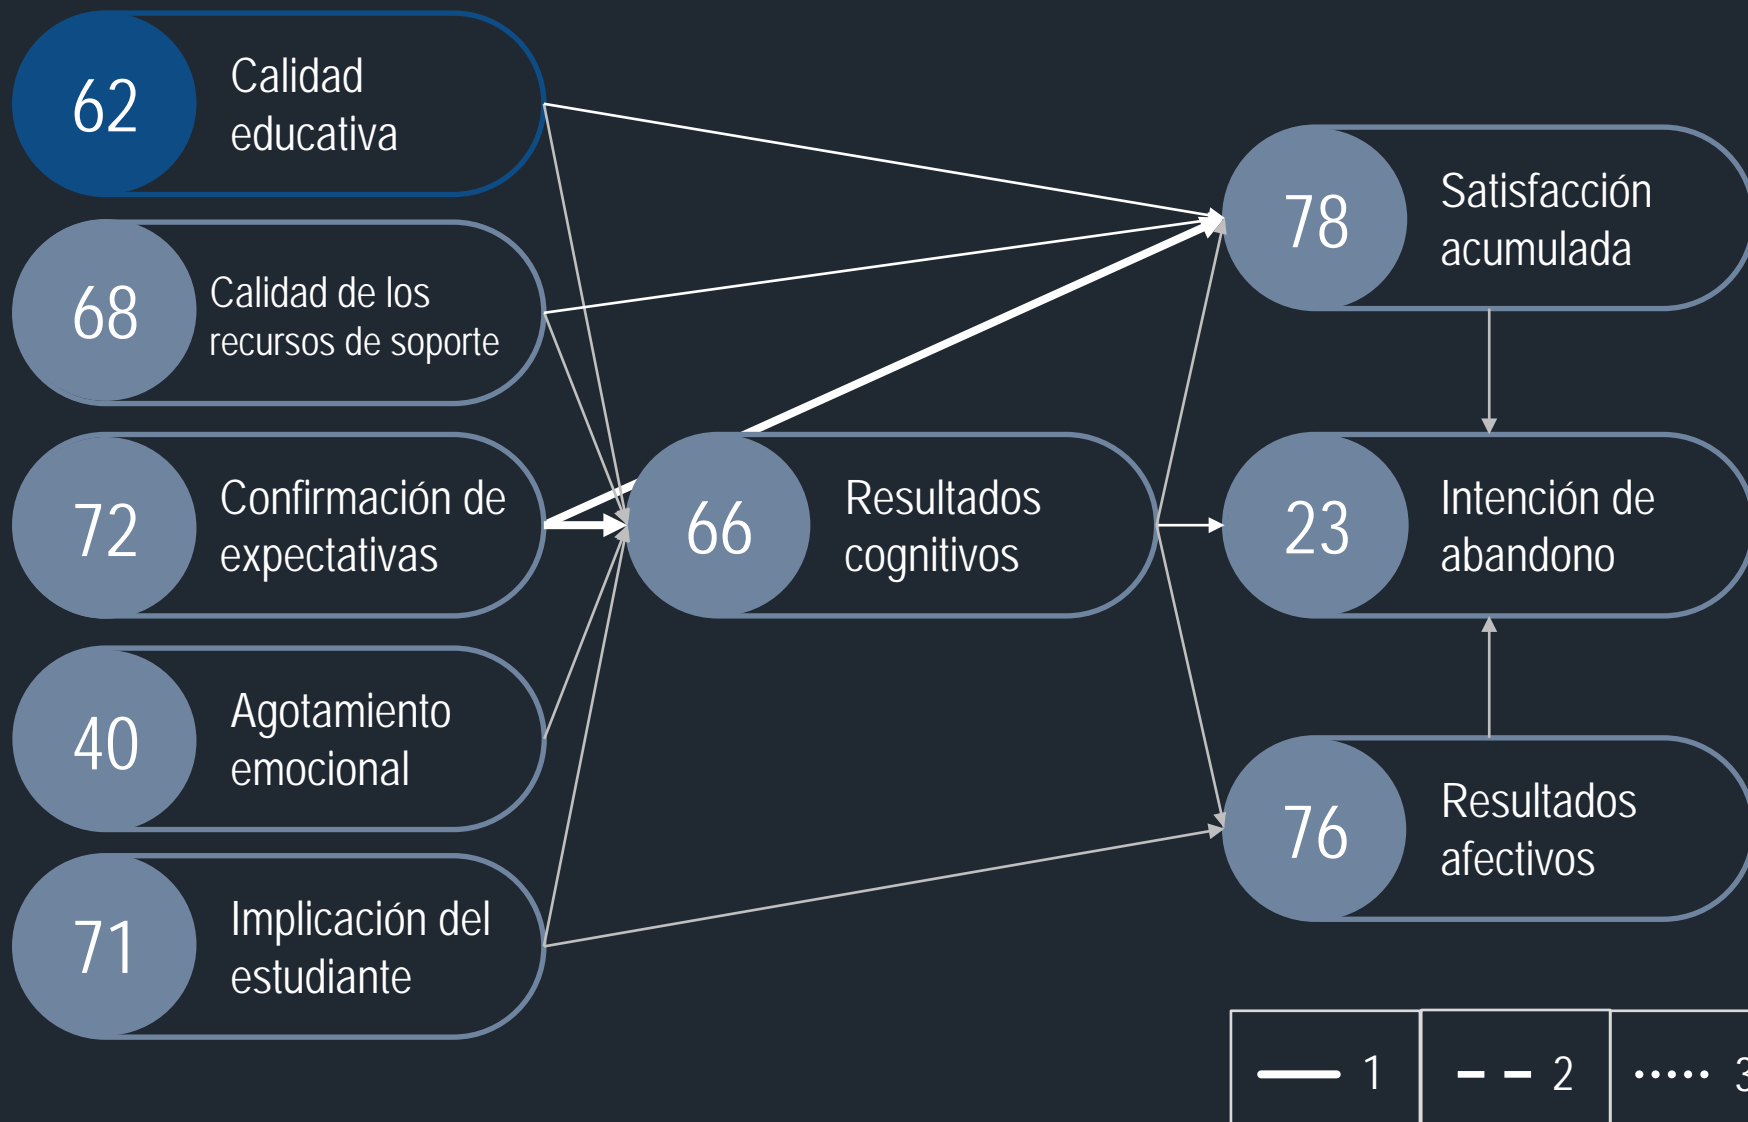 62
Calidad
educativa
68
Calidad de los
recursos de soporte
72
Confirmación de
expectativas
40
Agotamiento
emocional
71
Implicación del
estudiante
66
Resultados
cognitivos
78
Satisfacción
acumulada
23
Intención de
abandono
76
Resultados
afectivos
1
2
3